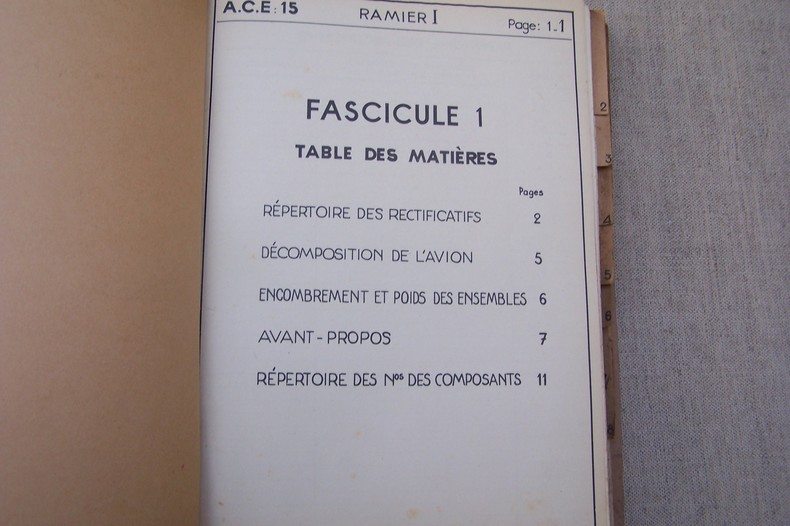 A.C.E: 15 RAMIER I Page: 1.1
FASCICULE 1
TABLE DES MATIÈRES
Pages
RÉPERTOIRE DES RECTIFICATIFS 2
DÉCOMPOSITION DE L'AVION 5
ENCOMBREMENT ET POIDS DES ENSEMBLES 6
AVANT-PROPOS 7
RÉPERTOIRE DES Nos DES COMPOSANTS 11
2
3
4
5
6